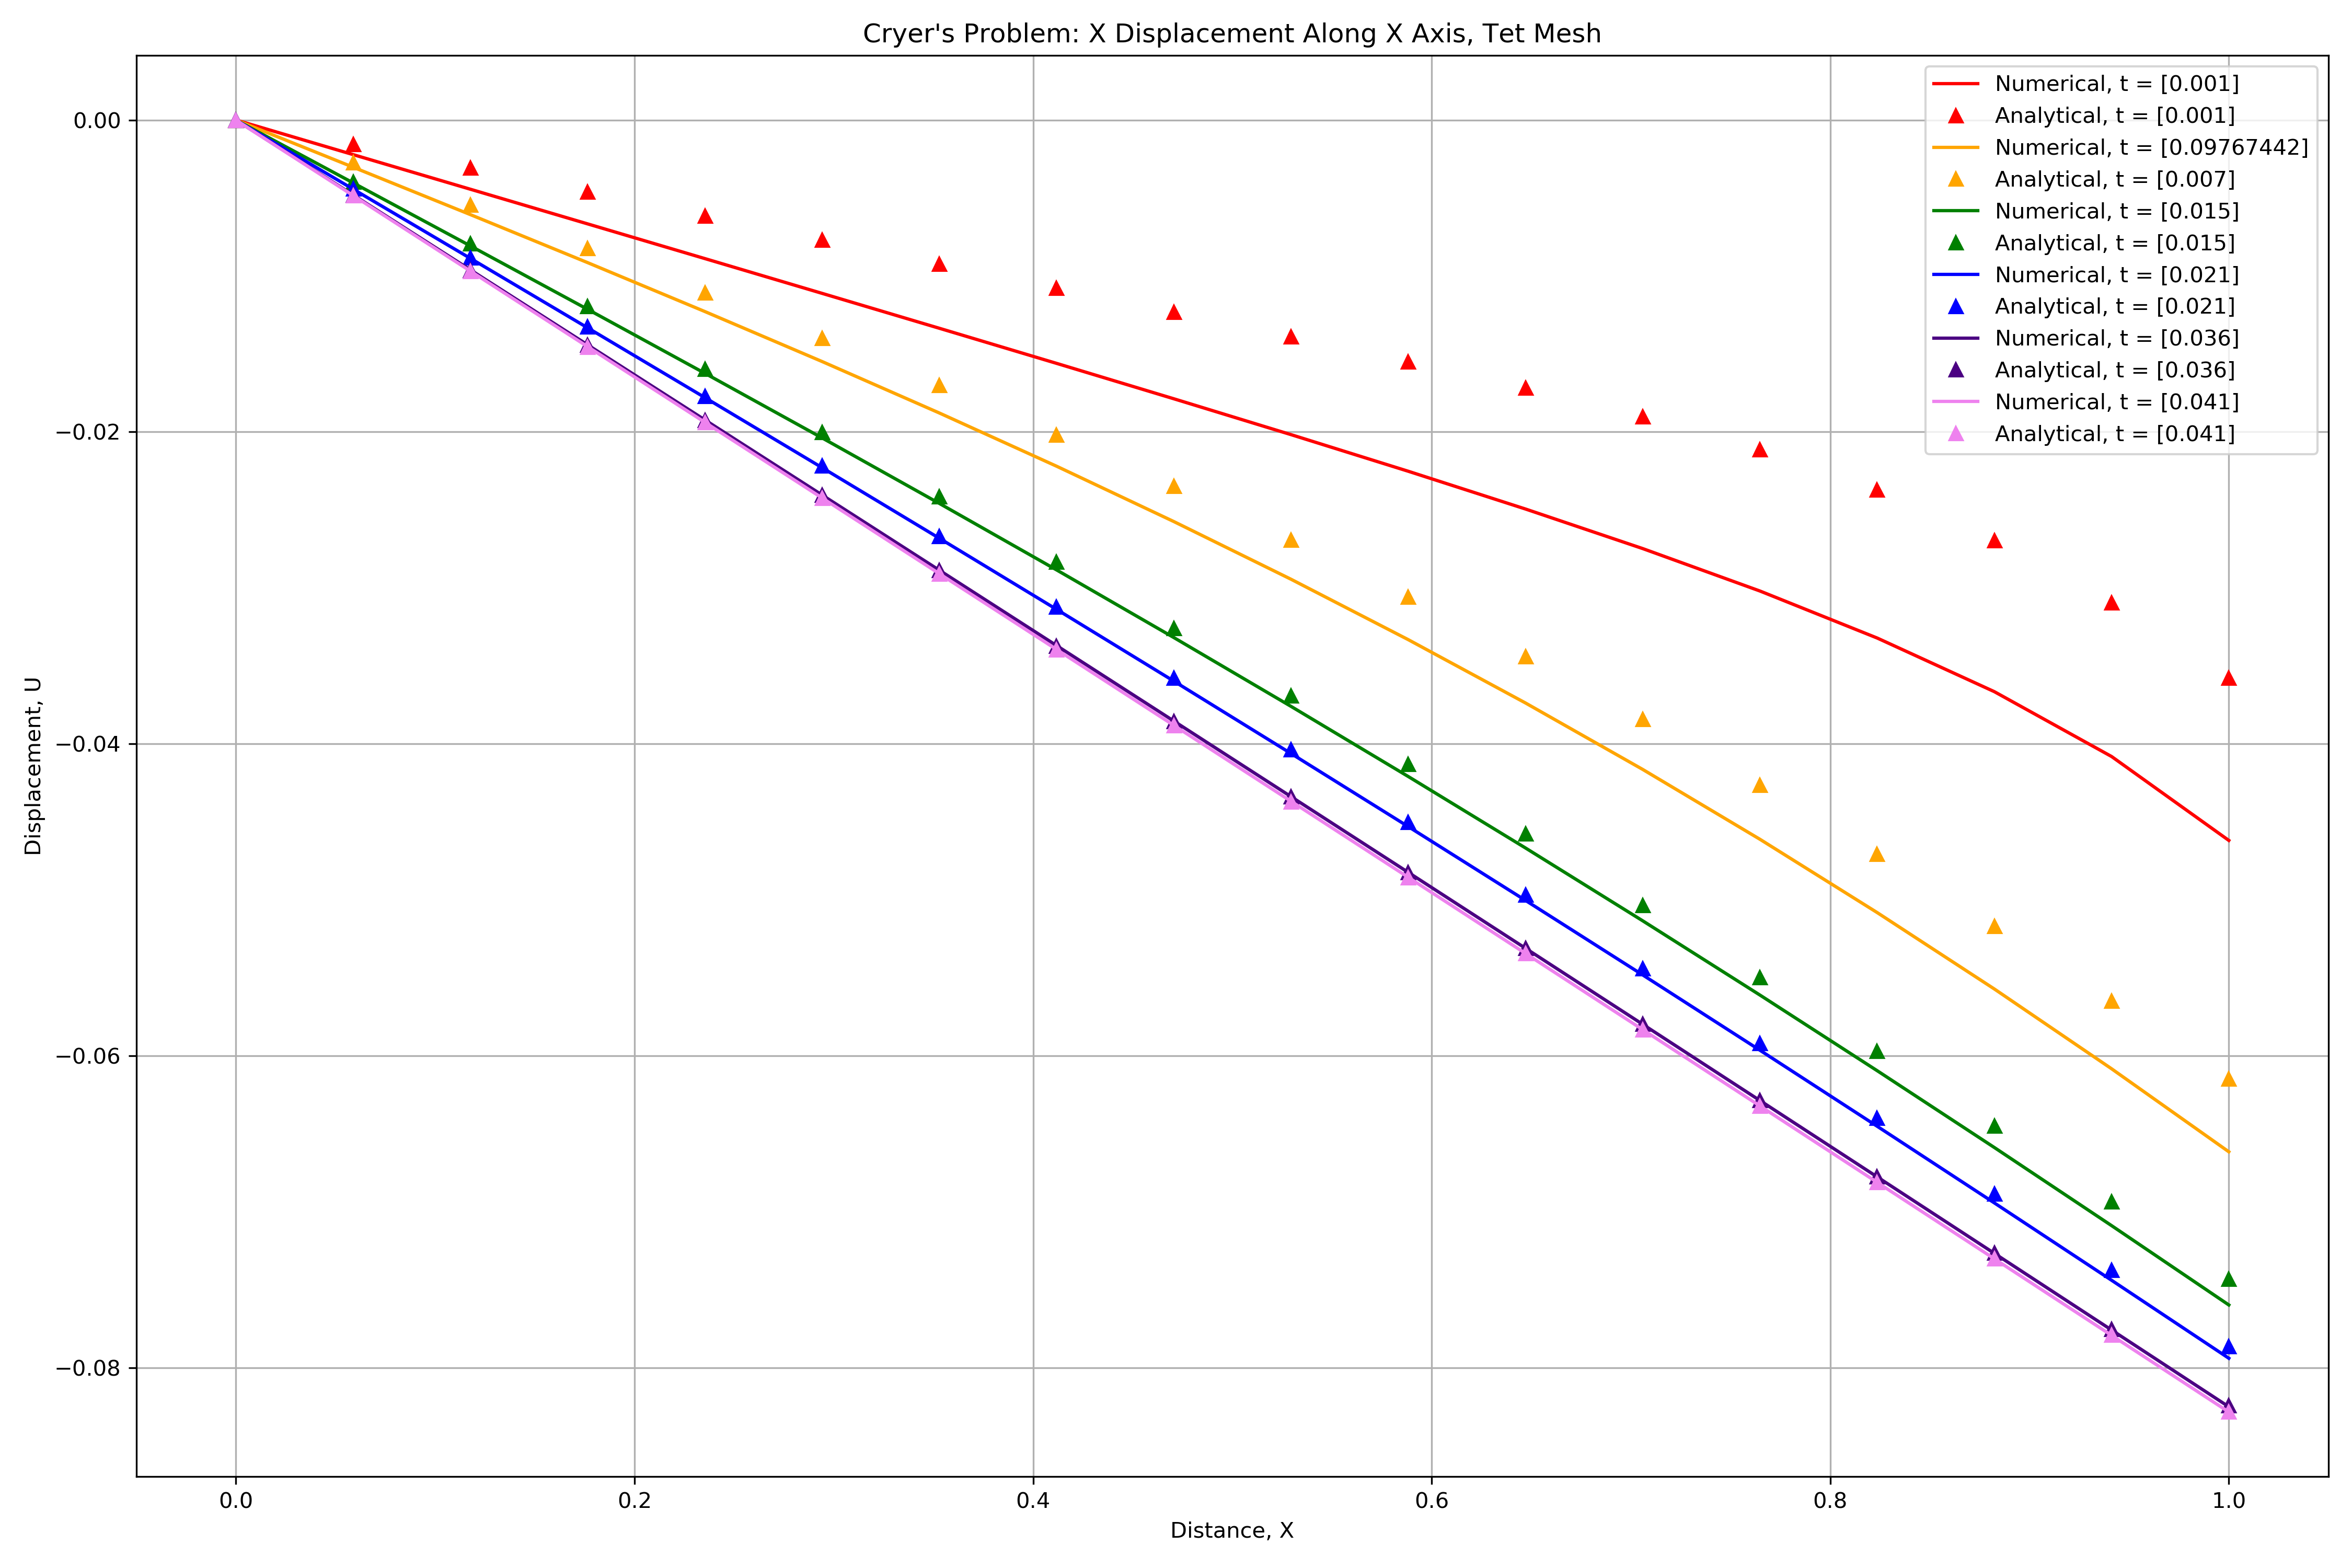 Cryer's Problem: X Displacement Along X Axis, Tet Mesh
Numerical, t = [0.001]
Analytical, t = [0.001]
Numerical, t = [0.09767442]
Analytical, t = [0.007]
Numerical, t = [0.015]
Analytical, t = [0.015]
Numerical, t = [0.021]
Analytical, t = [0.021]
Numerical, t = [0.036]
Analytical, t = [0.036]
Numerical, t = [0.041]
Analytical, t = [0.041]
0.00
−0.02
−0.04
−0.06
−0.08
Displacement, U
0.0
0.2
0.4
0.6
0.8
1.0
Distance, X